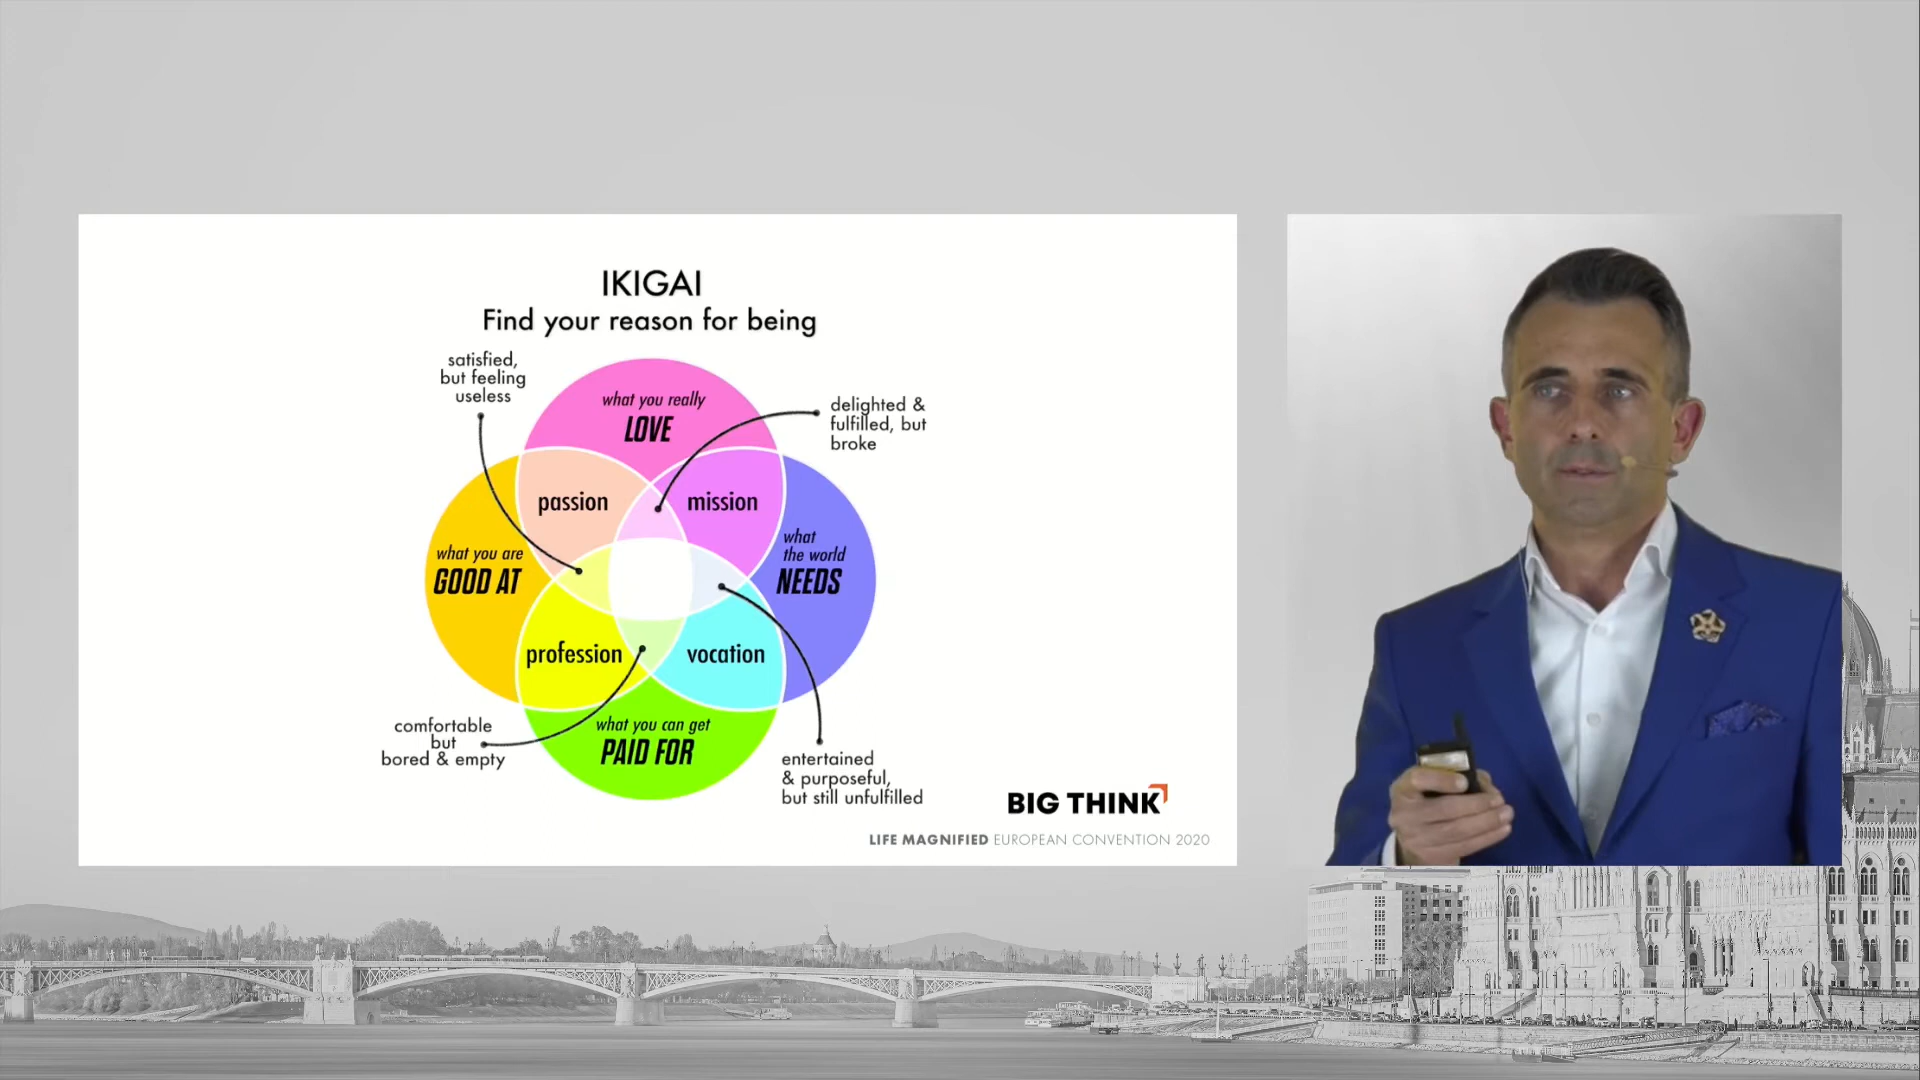 IKIGAI
Find your reason for being
satisfied,
but feeling
useless
what you really
LOVE
delighted &
fulfilled, but
broke
passion
mission
what you are
GOOD AT
what
the world
NEEDS
profession
vocation
comfortable
but
bored & empty
what you can get
PAID FOR
entertained
& purposeful,
but still unfulfilled
BIG THINK
LIFE MAGNIFIED EUROPEAN CONVENTION 2020